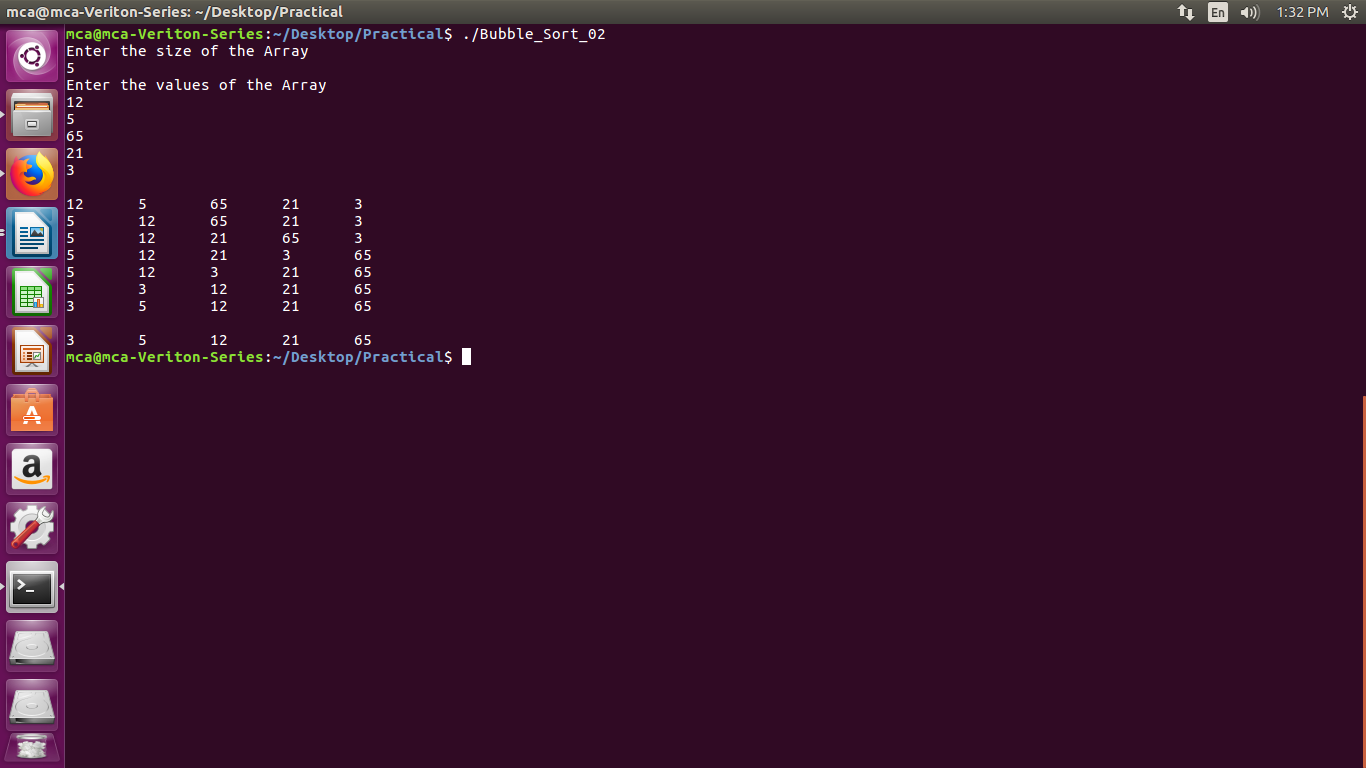 mca@mca-Veriton-Series: ~/Desktop/Practical En 1:32 PM
mca@mca-Veriton-Series:~/Desktop/Practical$ ./Bubble_Sort_02
Enter the size of the Array
5
Enter the values of the Array
12
5
65
21
3
12 5 65 21 3
5 12 65 21 3
5 12 21 65 3
5 12 21 3 65
5 12 3 21 65
5 3 12 21 65
3 5 12 21 65
3 5 12 21 65
mca@mca-Veriton-Series:~/Desktop/Practical$